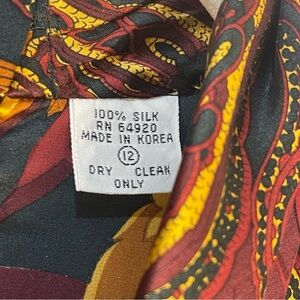 100% SILK
RN 64920
MADE IN KOREA
12
DRY CLEAN
ONLY